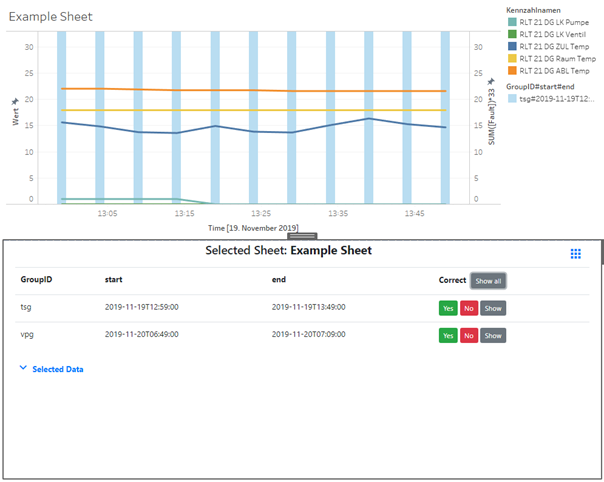 Example Sheet
Kennzahlnamen
RLT 21 DG LK Pumpe
RLT 21 DG LK Ventil
RLT 21 DG ZUL Temp
RLT 21 DG Raum Temp
RLT 21 DG ABL Temp
GroupID#start#end
tsg#2019-11-19T12:...
30
25
20
15
10
5
0
Wert
30
25
20
15
10
5
0
SUM([Fault])*33
13:05 13:15 13:25 13:35 13:45
Time [19. November 2019]
Selected Sheet: Example Sheet
GroupID start end Correct Show all
tsg 2019-11-19T12:59:00 2019-11-19T13:49:00 Yes No Show
vpg 2019-11-20T06:49:00 2019-11-20T07:09:00 Yes No Show
Selected Data